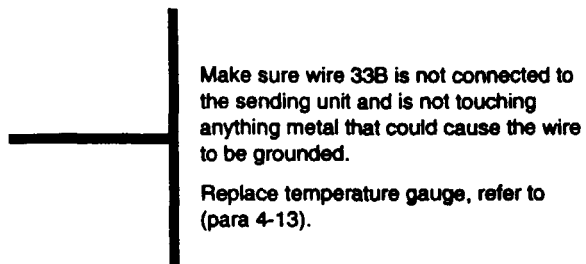 Make sure wire 33B is not connected to
the sending unit and is not touching
anything metal that could cause the wire
to be grounded.
Replace temperature gauge, refer to
(para 4-13).